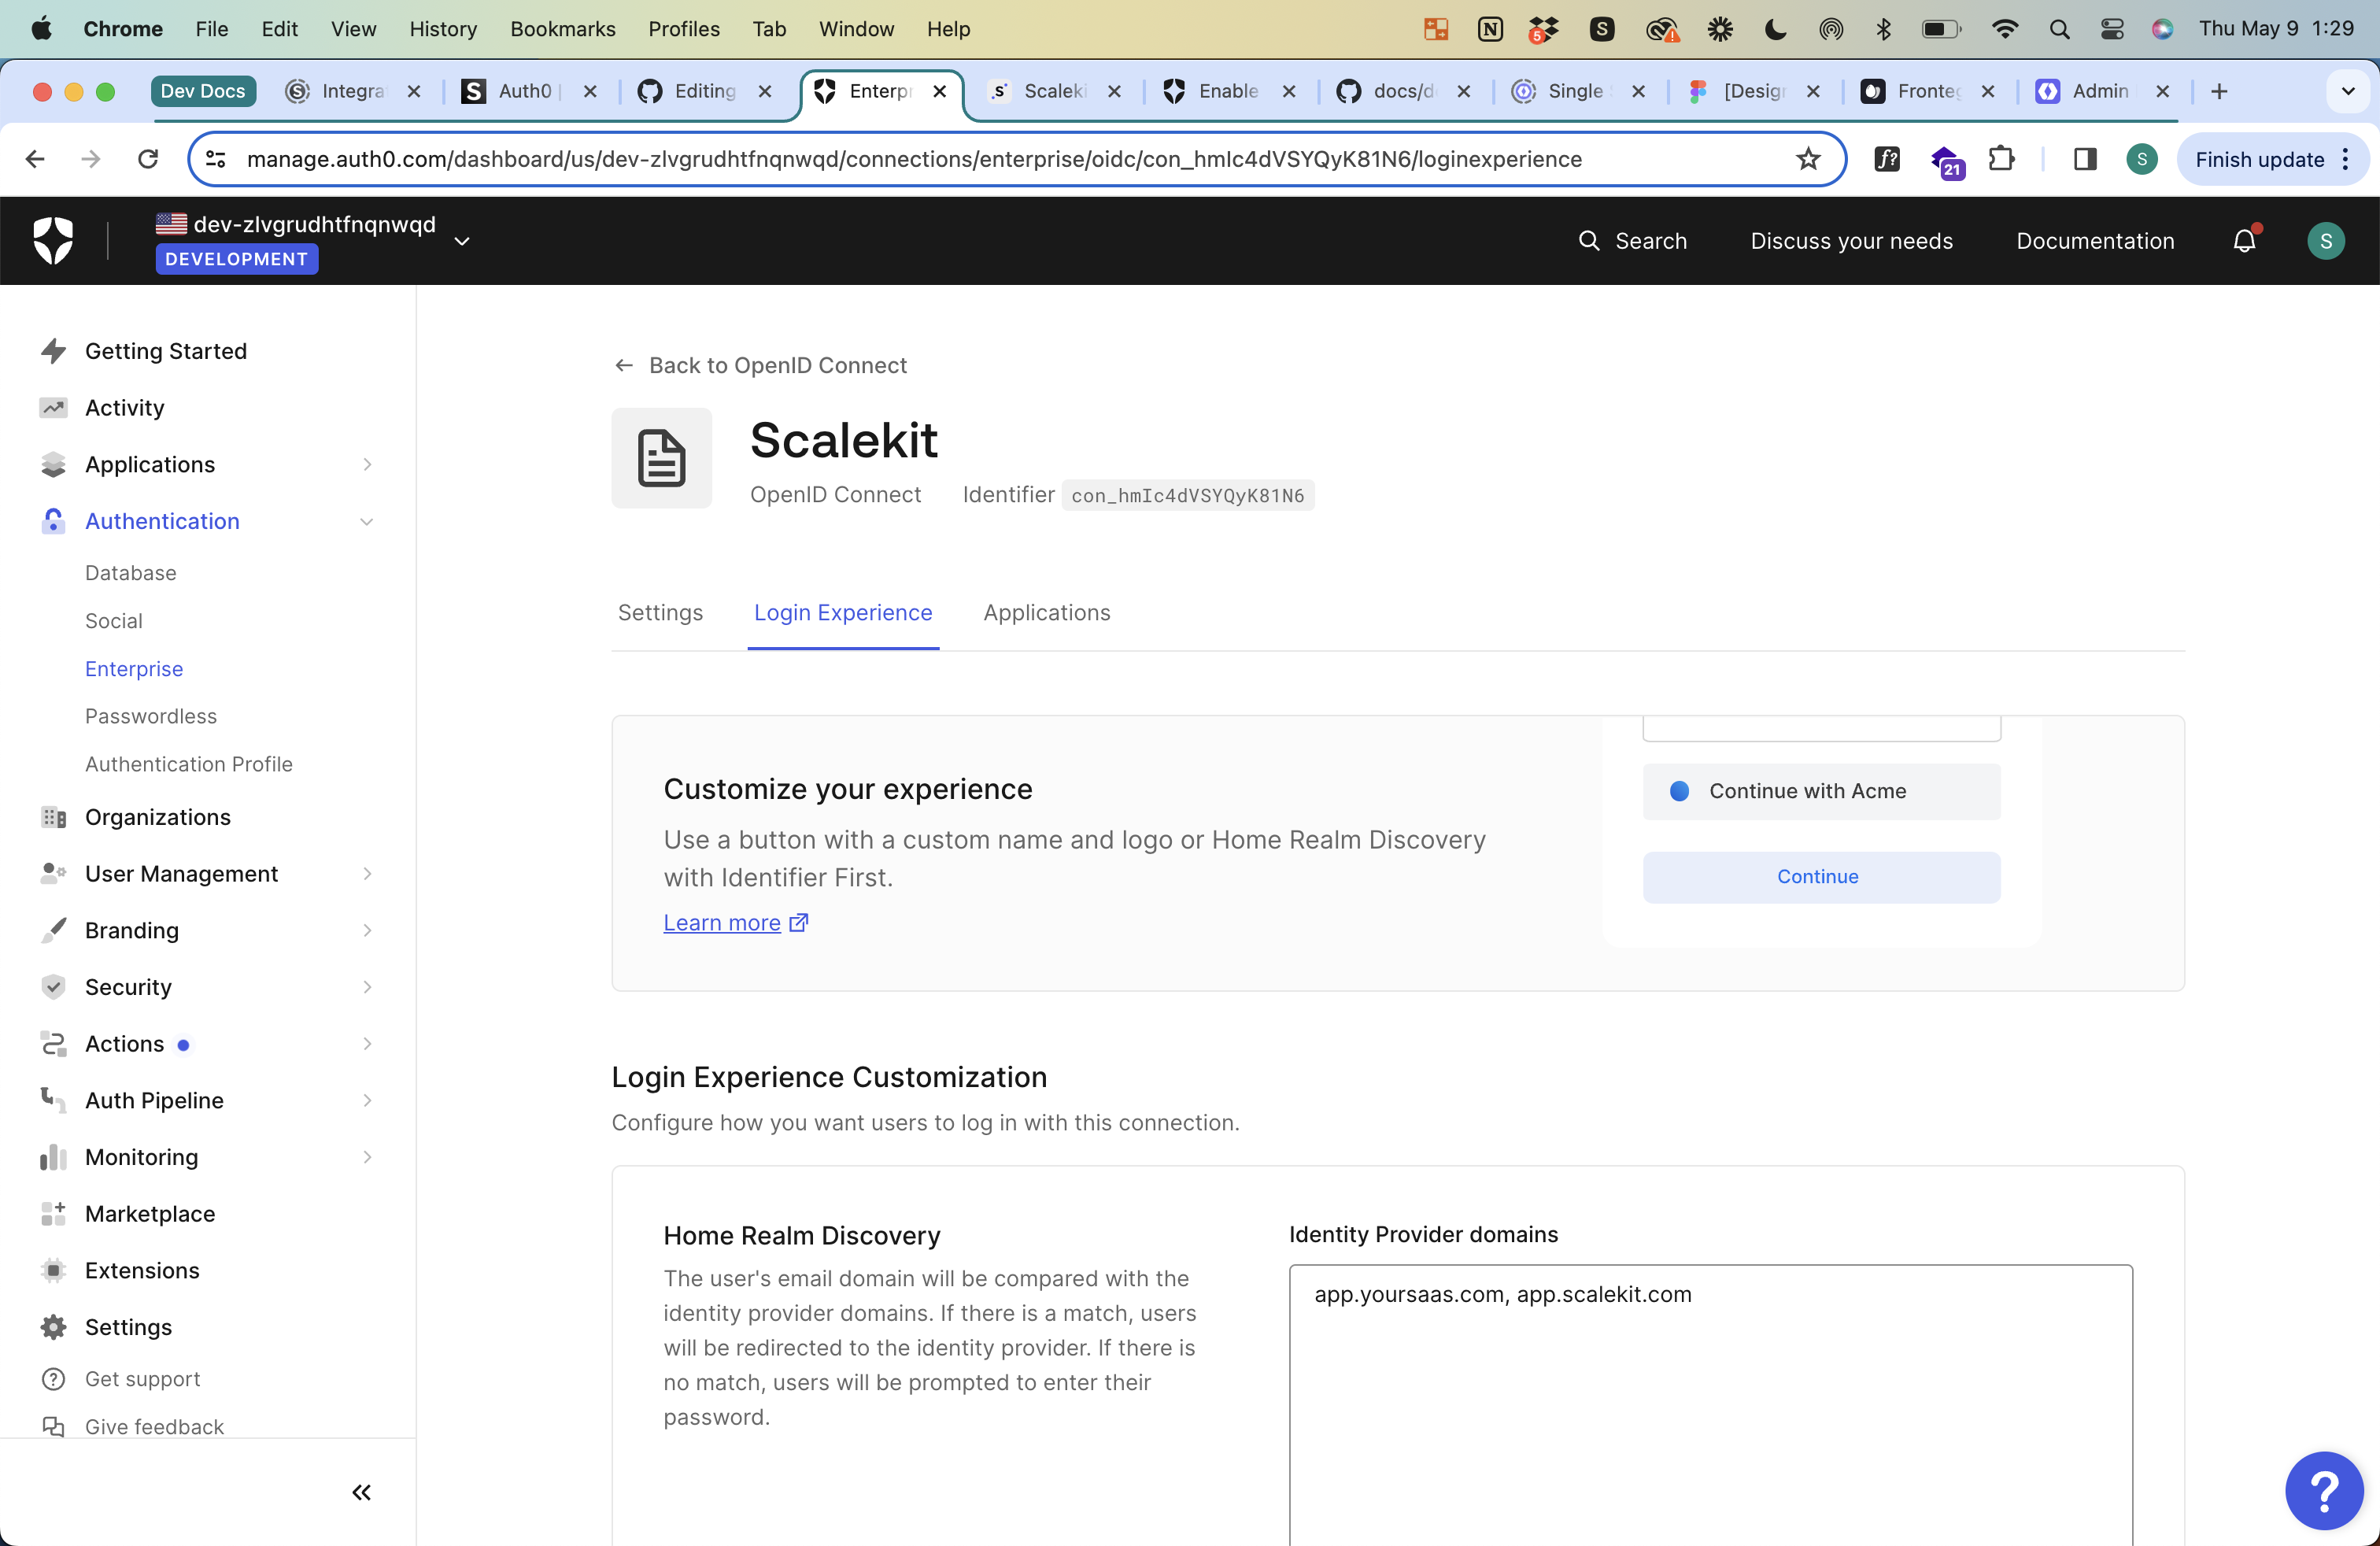 Chrome File Edit View History Bookmarks Profiles Tab Window Help 5 Thu May 9 1:29
Dev Docs Integra Auth0 Editing Enterpr Scaleki Enable docs/d Single [Design Fronteg Admin
manage.auth0.com/dashboard/us/dev-zlvgrudhtfnqnwqd/connections/enterprise/oidc/con_hmIc4dVSYQyK81N6/loginexperience f? 21 S Finish update
dev-zlvgrudhtfnqnwqd
DEVELOPMENT
Search Discuss your needs Documentation S
Getting Started
Activity
Applications
Authentication
Database
Social
Enterprise
Passwordless
Authentication Profile
Organizations
User Management
Branding
Security
Actions
Auth Pipeline
Monitoring
Marketplace
Extensions
Settings
Get support
Give feedback
Back to OpenID Connect
Scalekit
OpenID Connect Identifier con_hmIc4dVSYQyK81N6
Settings Login Experience Applications
Customize your experience
Use a button with a custom name and logo or Home Realm Discovery
with Identifier First.
Learn more
Continue with Acme
Continue
Login Experience Customization
Configure how you want users to log in with this connection.
Home Realm Discovery
The user's email domain will be compared with the
identity provider domains. If there is a match, users
will be redirected to the identity provider. If there is
no match, users will be prompted to enter their
password.
Identity Provider domains
app.yoursaas.com, app.scalekit.com
?